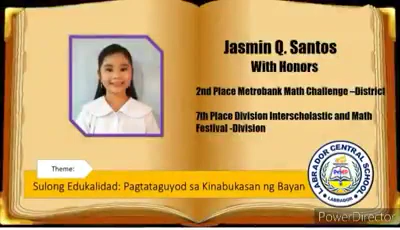 Jasmin Q. Santos
With Honors
2nd Place Metrobank Math Challenge –District
7th Place Division Interscholastic and Math
Festival -Division
Theme:
Sulong Edukalidad: Pagtataguyod sa Kinabukasan ng Bayan
LABRADOR CENTRAL SCHOOL
LABRADOR
PowerDirector